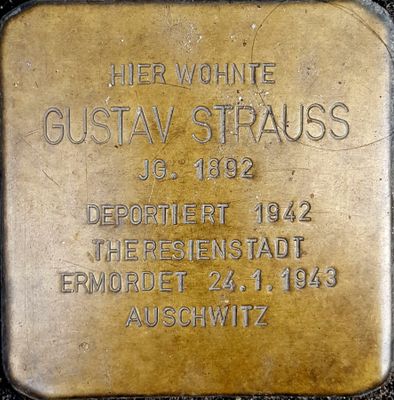 HIER WOHNTE
GUSTAV STRAUSS
JG. 1892
DEPORTIERT 1942
THERESIENSTADT
ERMORDET 24.1.1943
AUSCHWITZ